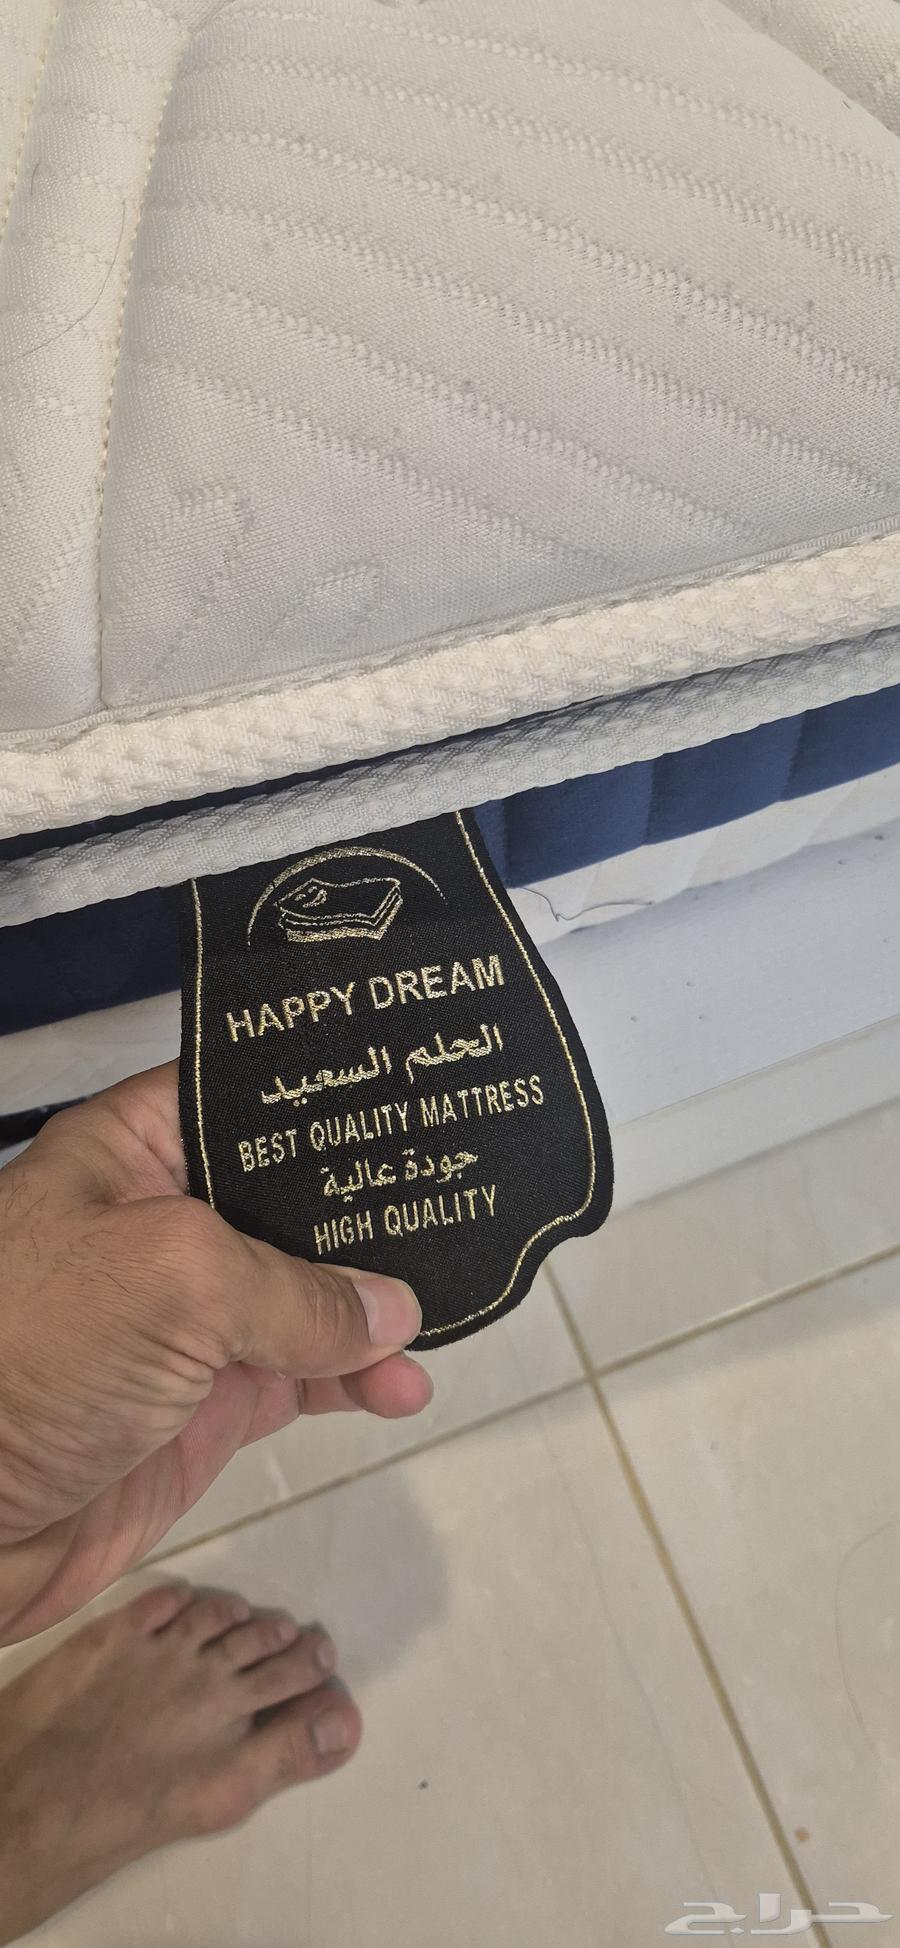 HAPPY DREAM
الحلم السعيد
BEST QUALITY MATTRESS
جودة عالية
HIGH QUALITY
حراج